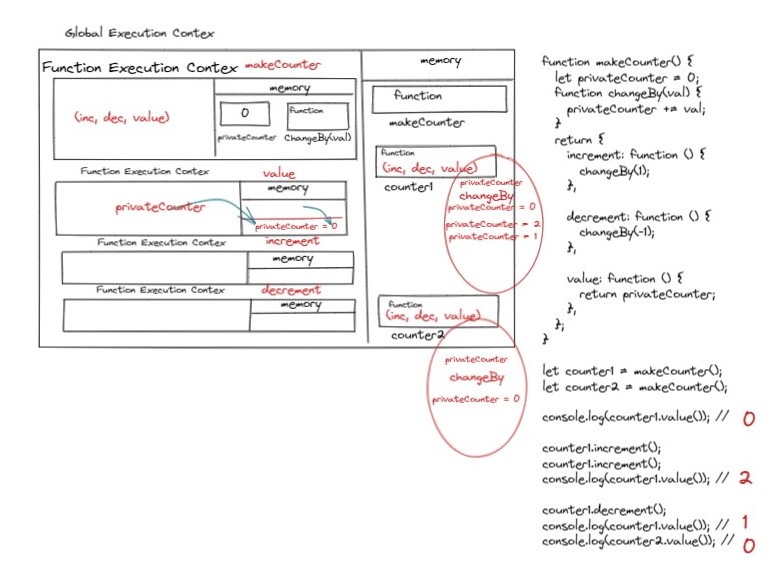 Global Execution Contex
Function Execution Contex makeCounter
memory
(inc, dec, value)
0
function
privateCounter
ChangeBy(val)
Function Execution Contex
value
memory
privateCounter
privateCounter = 0
Function Execution Contex
increment
memory
Function Execution Contex
decrement
memory
memory
function
makeCounter
function
(inc, dec, value)
counter1
privateCounter
changeBy
privateCounter = 0
privateCounter = 2
privateCounter = 1
function
(inc, dec, value)
counter2
privateCounter
changeBy
privateCounter = 0
function makeCounter() {
let privateCounter = 0;
function changeBy(val) {
privateCounter += val;
}
return {
increment: function () {
changeBy(1);
},
decrement: function () {
changeBy(-1);
},
value: function () {
return privateCounter;
},
};
}
let counter1 = makeCounter();
let counter2 = makeCounter();
console.log(counter1.value()); // 0
counter1.increment();
counter1.increment();
console.log(counter1.value()); // 2
counter1.decrement();
console.log(counter1.value()); // 1
console.log(counter2.value()); // 0